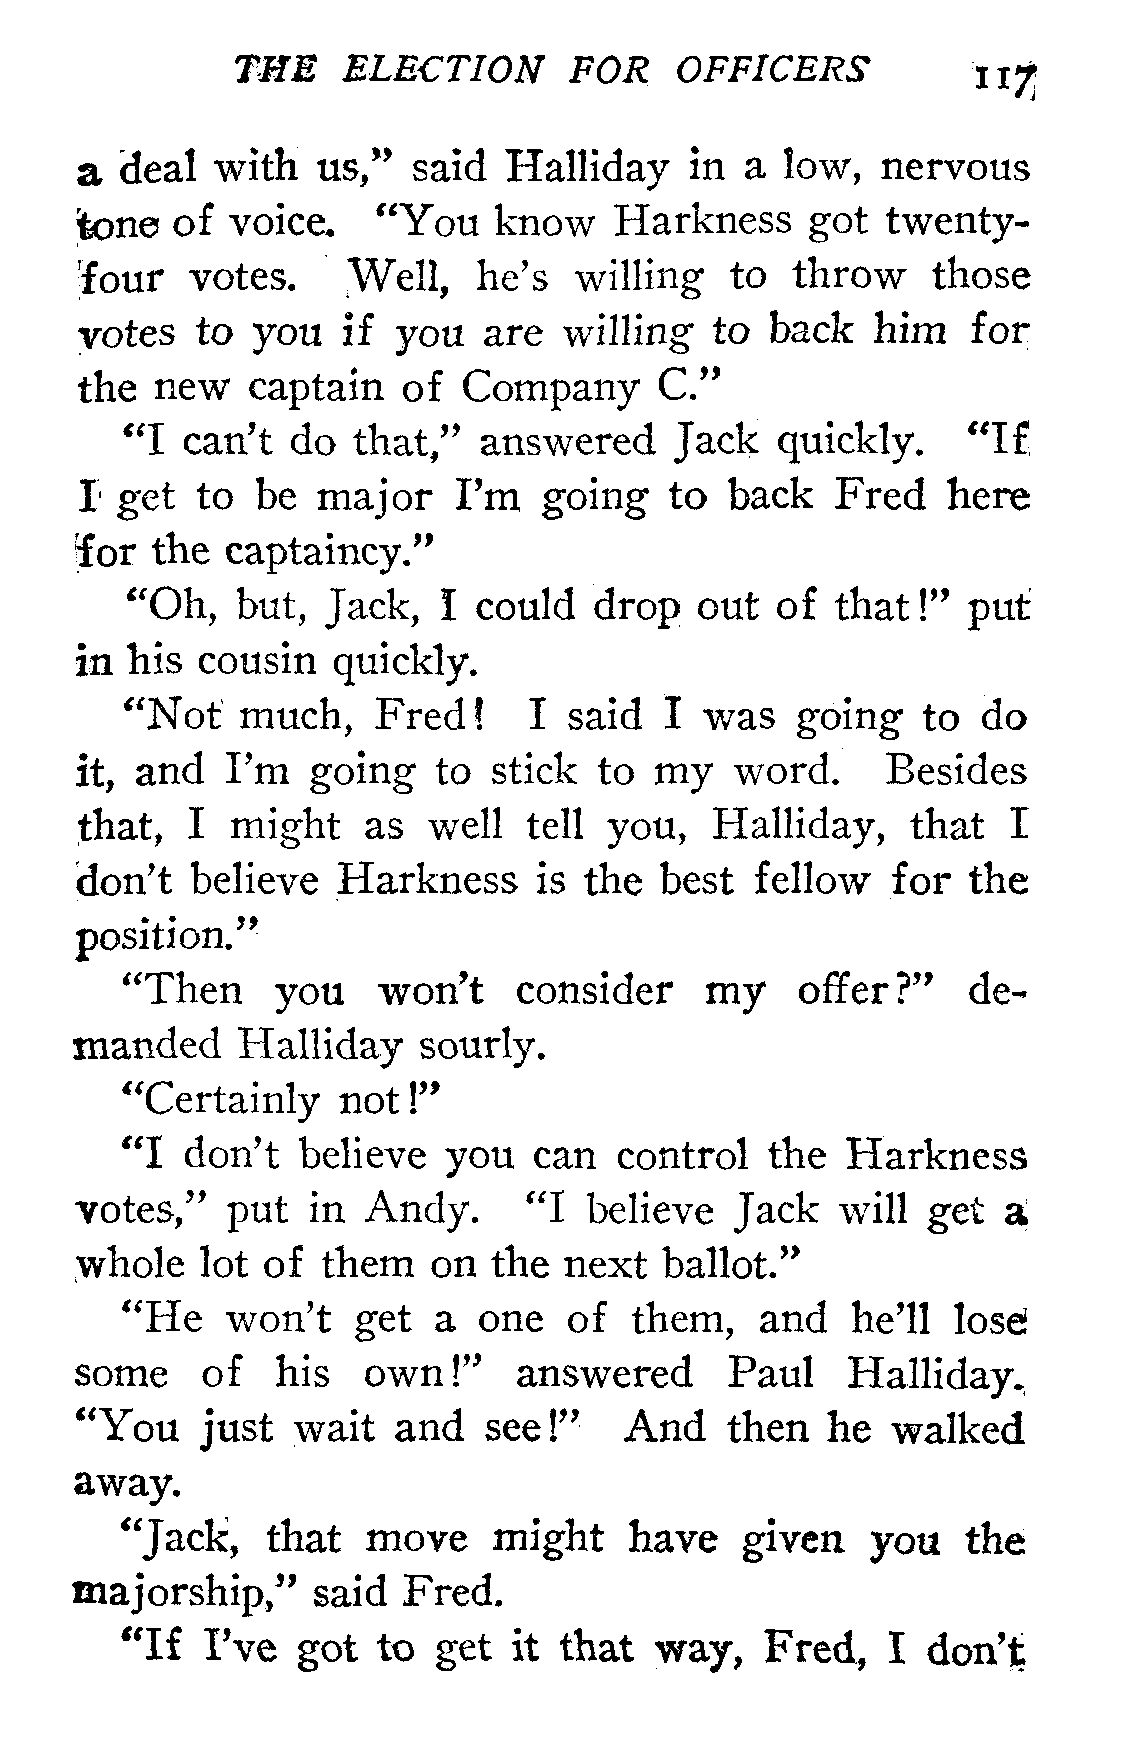 THE ELECTION FOR OFFICERS 117
a deal with us," said Halliday in a low, nervous
tone of voice. "You know Harkness got twenty-
four votes. Well, he's willing to throw those
votes to you if you are willing to back him for
the new captain of Company C."
"I can't do that," answered Jack quickly. "If
I get to be major I'm going to back Fred here
for the captaincy."
"Oh, but, Jack, I could drop out of that!" put
in his cousin quickly.
"Not much, Fred! I said I was going to do
it, and I'm going to stick to my word. Besides
that, I might as well tell you, Halliday, that I
don't believe Harkness is the best fellow for the
position."
"Then you won't consider my offer?" de-
manded Halliday sourly.
"Certainly not!"
"I don't believe you can control the Harkness
votes," put in Andy. "I believe Jack will get a
whole lot of them on the next ballot."
"He won't get a one of them, and he'll lose
some of his own!" answered Paul Halliday.
"You just wait and see!" And then he walked
away.
"Jack, that move might have given you the
majorship," said Fred.
"If I've got to get it that way, Fred, I don't